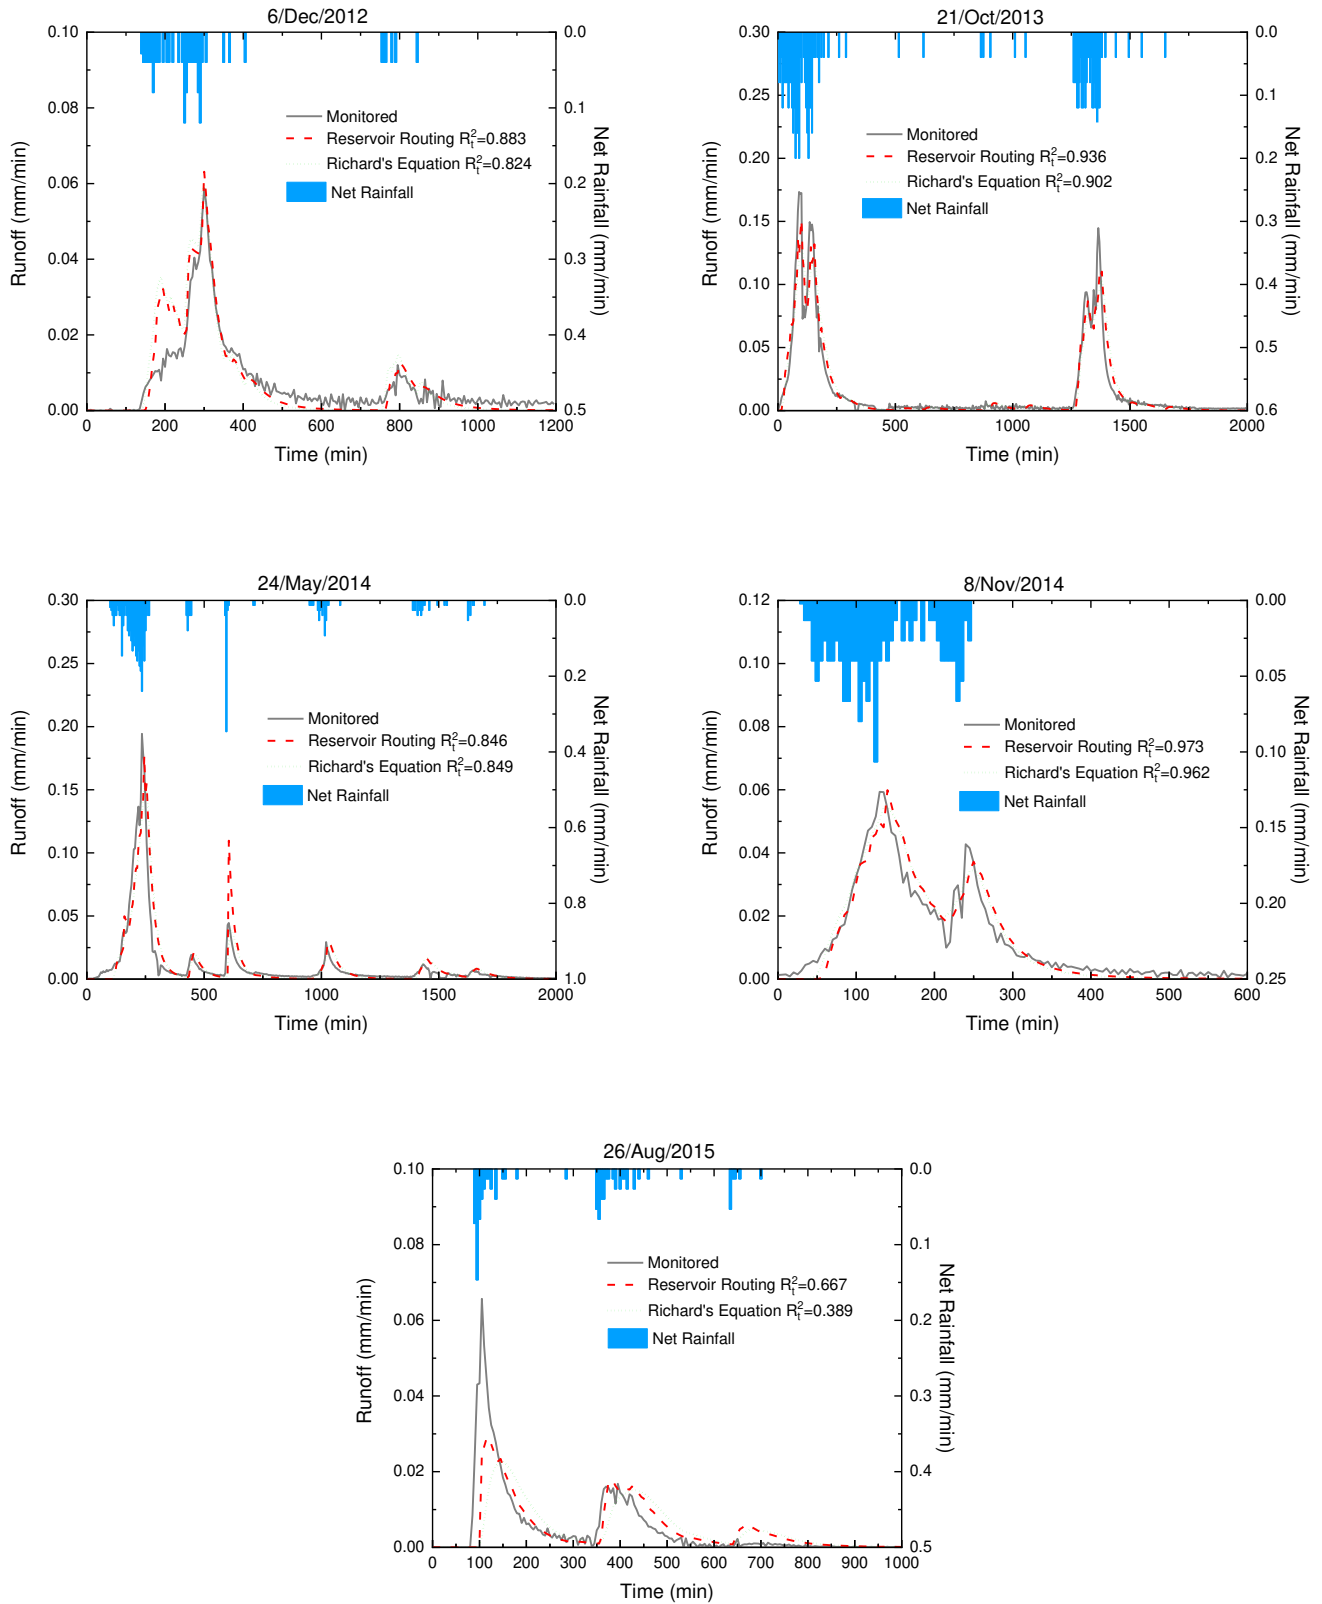 6/Dec/2012
0.10
0.08
0.06
0.04
0.02
0.00
Runoff (mm/min)
0.0
0.1
0.2
0.3
0.4
0.5
Net Rainfall (mm/min)
Monitored
Reservoir Routing R²t=0.883
Richard's Equation R²t=0.824
Net Rainfall
0 200 400 600 800 1000 1200
Time (min)
21/Oct/2013
0.30
0.25
0.20
0.15
0.10
0.05
0.00
Runoff (mm/min)
0.0
0.1
0.2
0.3
0.4
0.5
0.6
Net Rainfall (mm/min)
Monitored
Reservoir Routing R²t=0.936
Richard's Equation R²t=0.902
Net Rainfall
0 500 1000 1500 2000
Time (min)
24/May/2014
0.30
0.25
0.20
0.15
0.10
0.05
0.00
Runoff (mm/min)
0.0
0.2
0.4
0.6
0.8
1.0
Net Rainfall (mm/min)
Monitored
Reservoir Routing R²t=0.846
Richard's Equation R²t=0.849
Net Rainfall
0 500 1000 1500 2000
Time (min)
8/Nov/2014
0.12
0.10
0.08
0.06
0.04
0.02
0.00
Runoff (mm/min)
0.00
0.05
0.10
0.15
0.20
0.25
Net Rainfall (mm/min)
Monitored
Reservoir Routing R²t=0.973
Richard's Equation R²t=0.962
Net Rainfall
0 100 200 300 400 500 600
Time (min)
26/Aug/2015
0.10
0.08
0.06
0.04
0.02
0.00
Runoff (mm/min)
0.0
0.1
0.2
0.3
0.4
0.5
Net Rainfall (mm/min)
Monitored
Reservoir Routing R²t=0.667
Richard's Equation R²t=0.389
Net Rainfall
0 100 200 300 400 500 600 700 800 900 1000
Time (min)